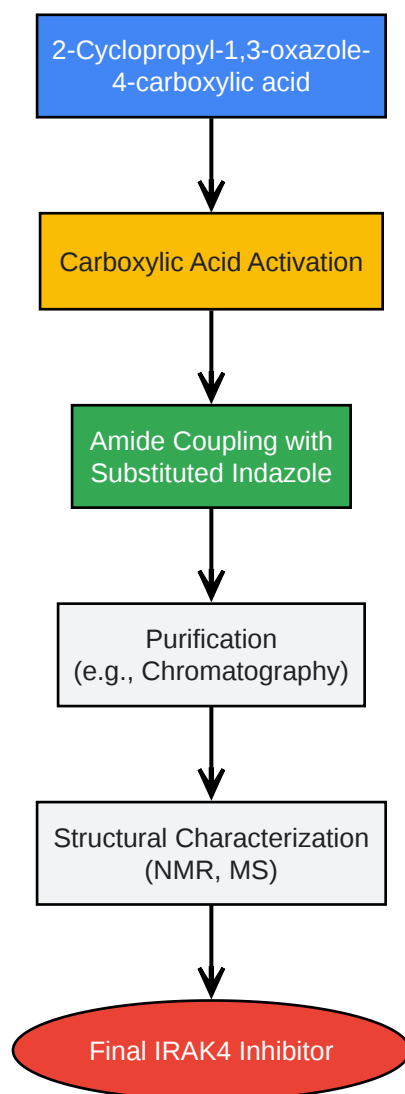 2-Cyclopropyl-1,3-oxazole-
4-carboxylic acid
Carboxylic Acid Activation
Amide Coupling with
Substituted Indazole
Purification
(e.g., Chromatography)
Structural Characterization
(NMR, MS)
Final IRAK4 Inhibitor